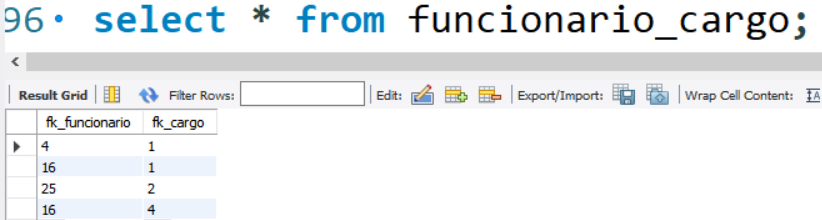 96 select * from funcionario_cargo;
Result Grid Filter Rows: Edit: Export/Import: Wrap Cell Content: IA
fk_funcionario fk_cargo
4 1
16 1
25 2
16 4